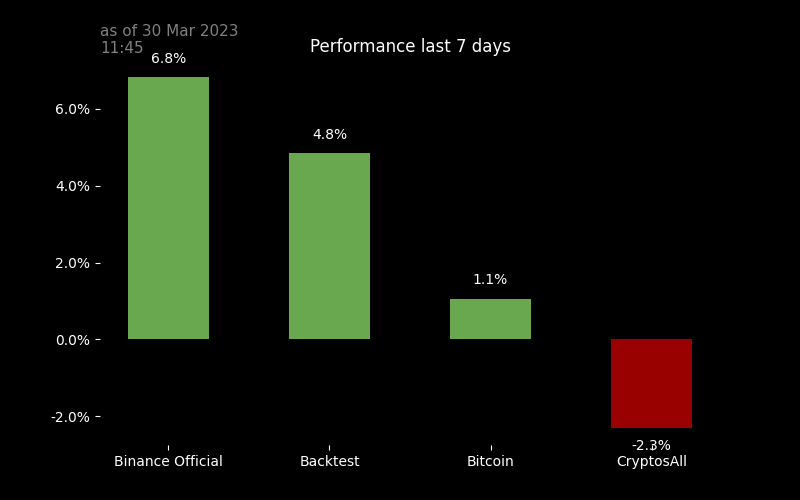 as of 30 Mar 2023
11:45
Performance last 7 days
6.8%
6.0%
4.8%
4.0%
2.0%
1.1%
0.0%
-2.0%
-2.3%
Binance Official
Backtest
Bitcoin
CryptosAll